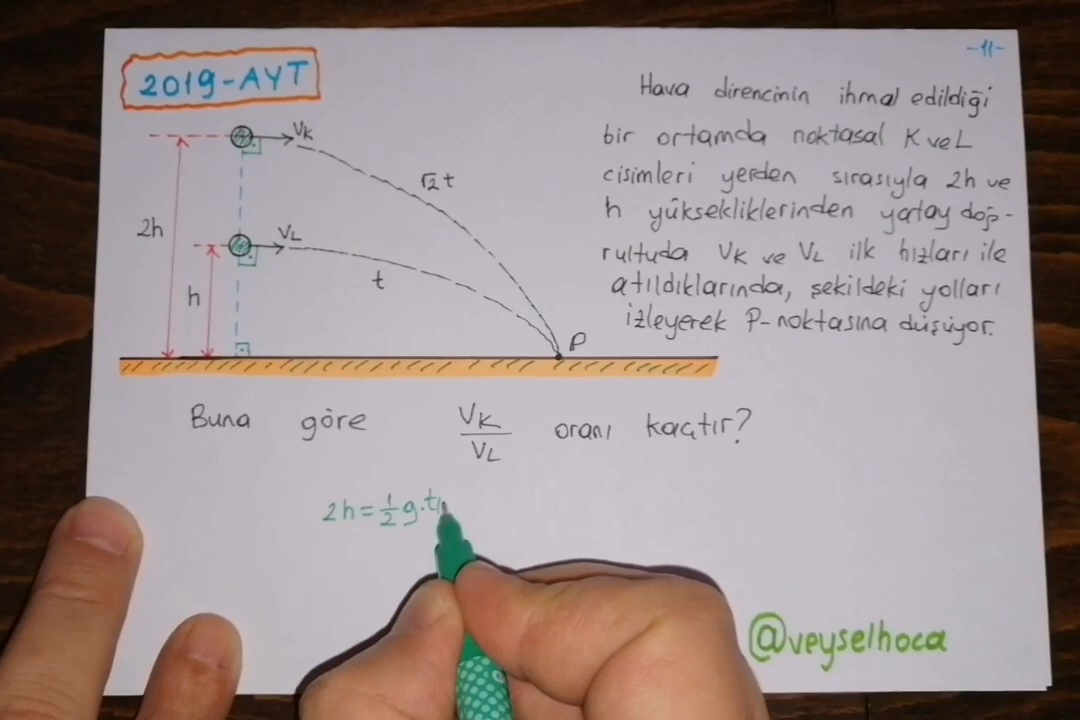 -11-
2019-AYT
Hava direncinin ihmal edildiği
bir ortamda noktasal K ve L
cisimleri yerden sırasıyla 2h ve
h yüksekliklerinden yatay doğ-
rultuda VK ve VL ilk hızları ile
atıldıklarında, şekildeki yolları
izleyerek P-noktasına düşüyor.
VK
√2 t
2h
VL
t
h
P
Buna göre VK/VL oranı kaçtır?
2h=1/2 g.t
@veyselhoca